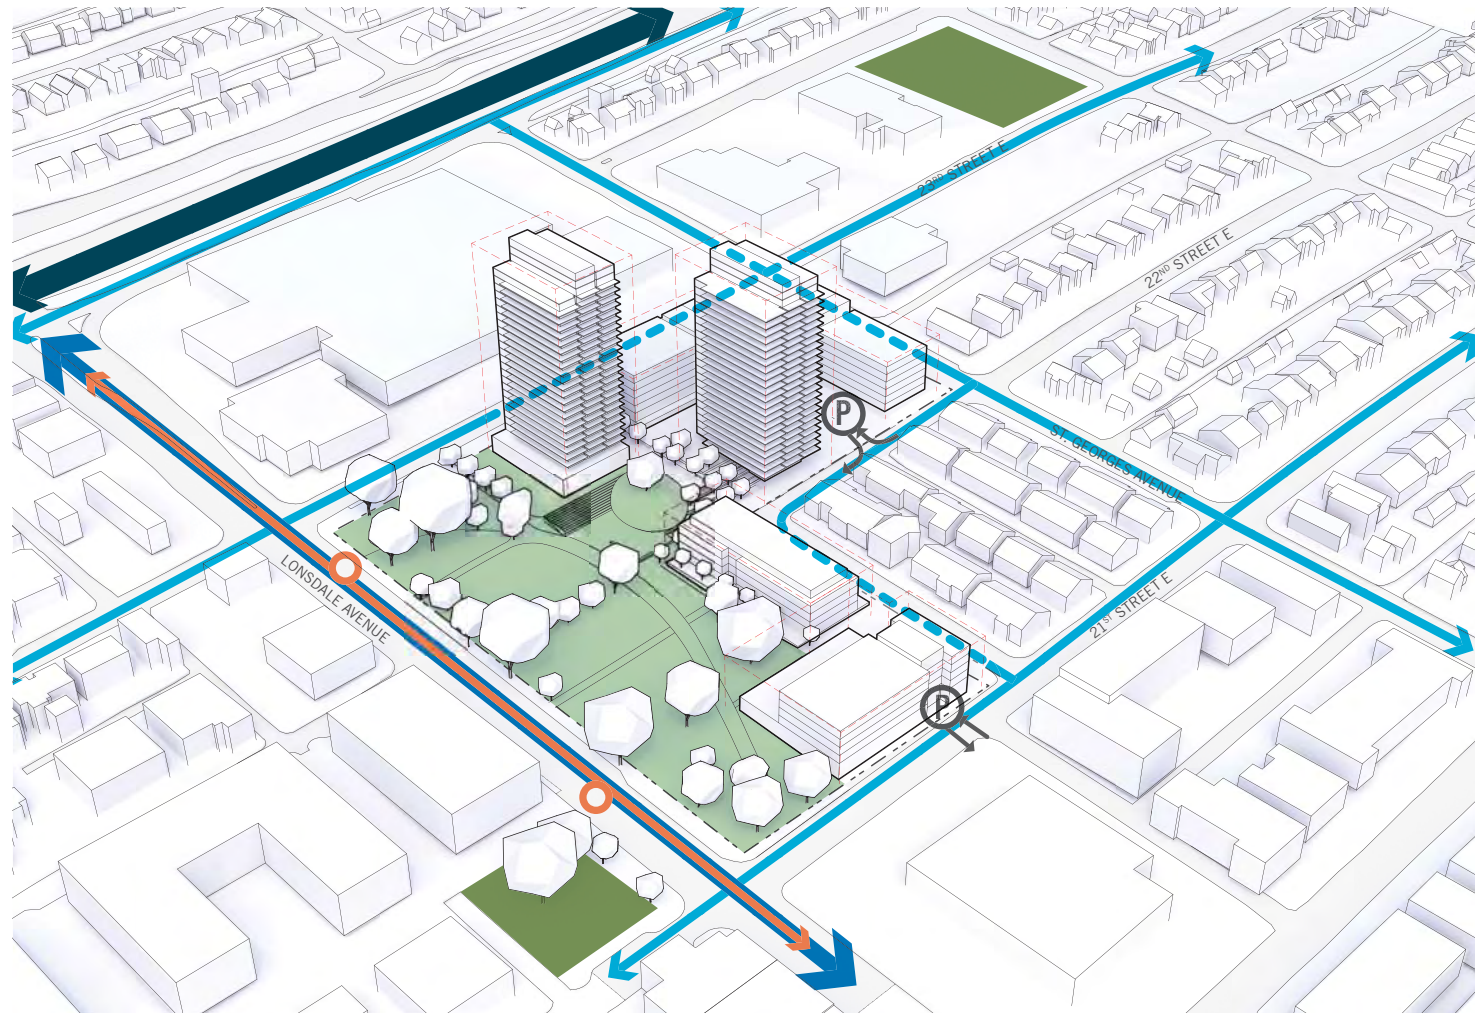 23RD STREET E
22ND STREET E
P
ST. GEORGES AVENUE
LONSDALE AVENUE
21ST STREET E
P